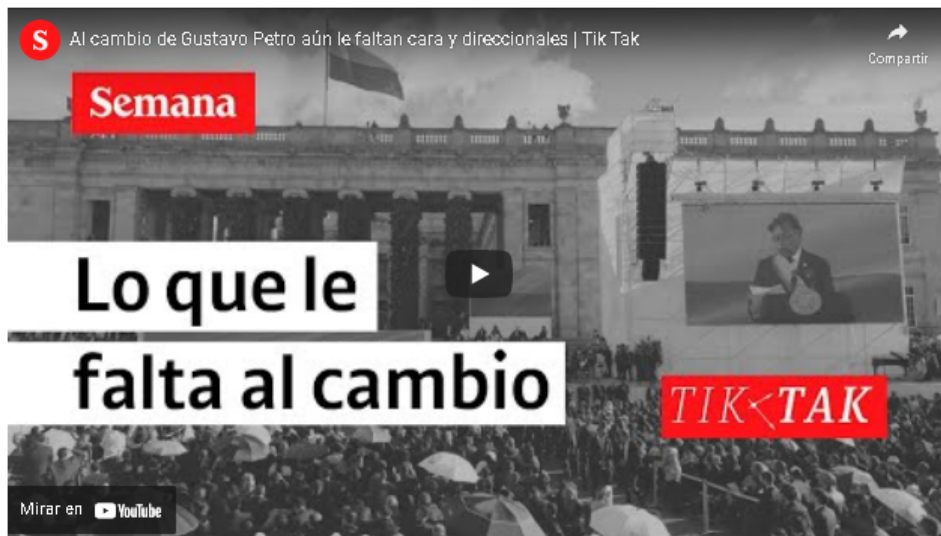 S Al cambio de Gustavo Petro aún le faltan cara y direccionales | Tik Tak
Compartir
Semana
Lo que le
falta al cambio
TIK TAK
Mirar en YouTube